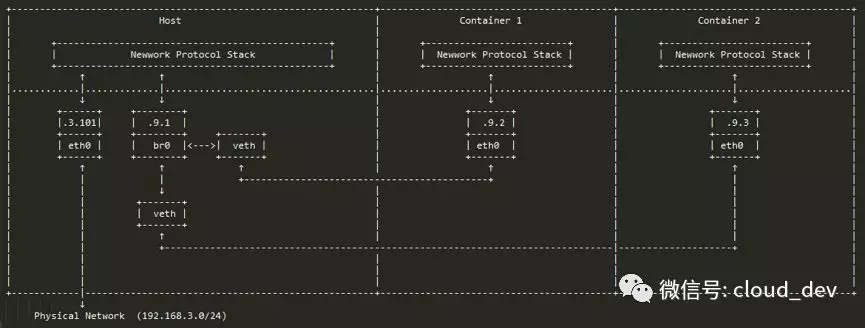 Host Container 1 Container 2
Newwork Protocol Stack Newwork Protocol Stack Newwork Protocol Stack
.3.101 .9.1 .9.2 .9.3
eth0 br0 veth eth0 eth0
veth
微信号: cloud_dev
Physical Network (192.168.3.0/24)